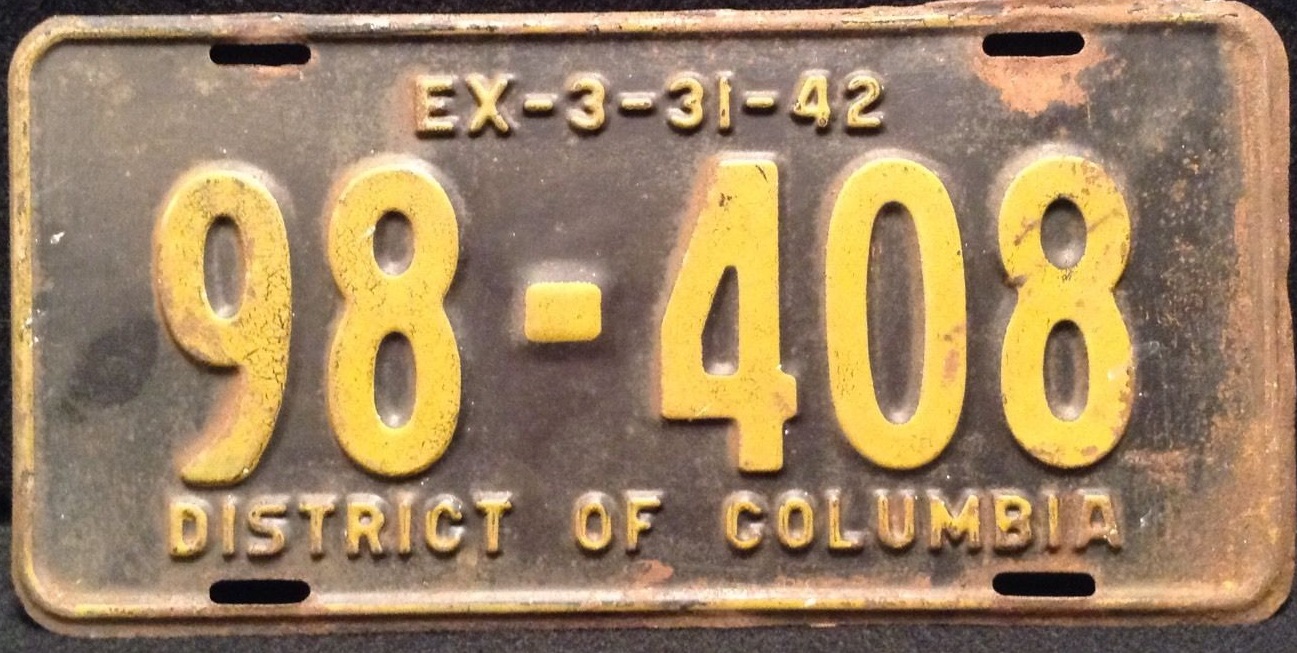 EX-3-31-42
98-408
DISTRICT OF COLUMBIA